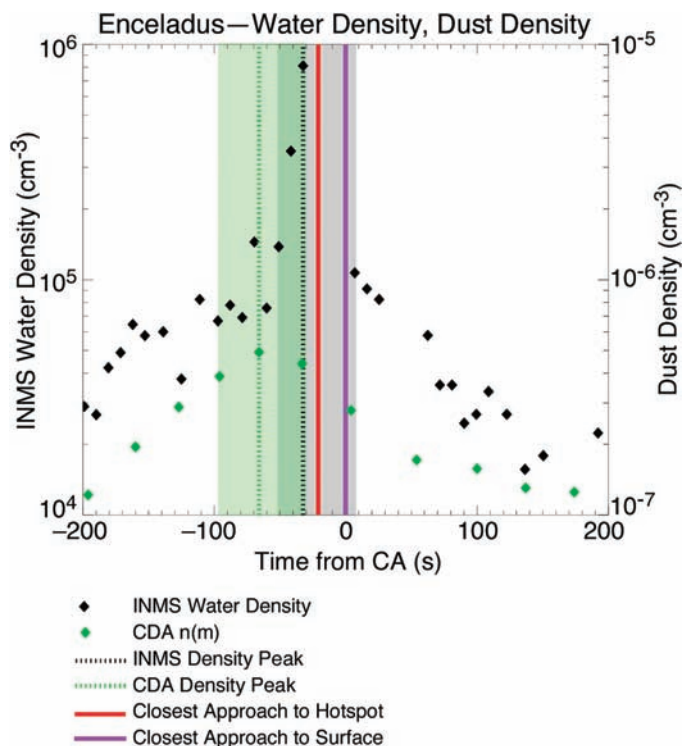 Enceladus—Water Density, Dust Density
10^6
10^5
10^4
10^-5
10^-6
10^-7
INMS Water Density (cm^-3)
Dust Density (cm^-3)
−200
−100
0
100
200
Time from CA (s)
INMS Water Density
CDA n(m)
INMS Density Peak
CDA Density Peak
Closest Approach to Hotspot
Closest Approach to Surface